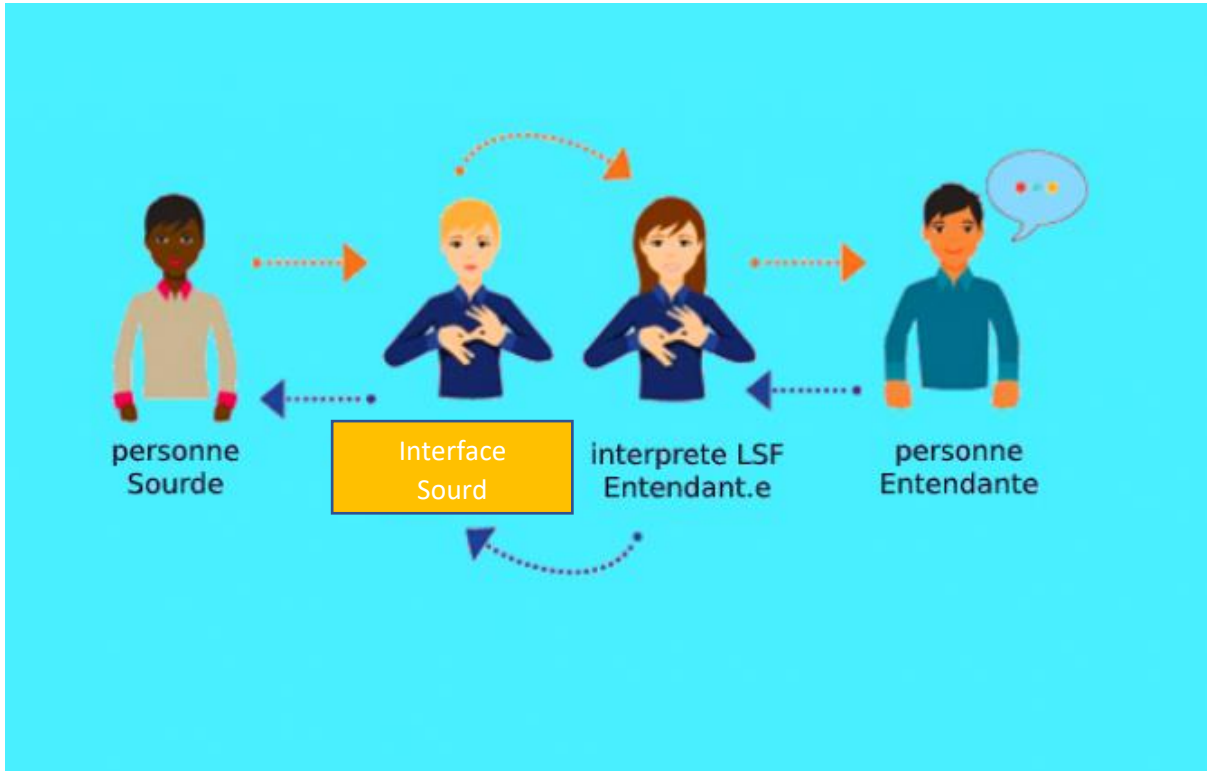 personne
Sourde
Interface
Sourd
interprete LSF
Entendant.e
personne
Entendante